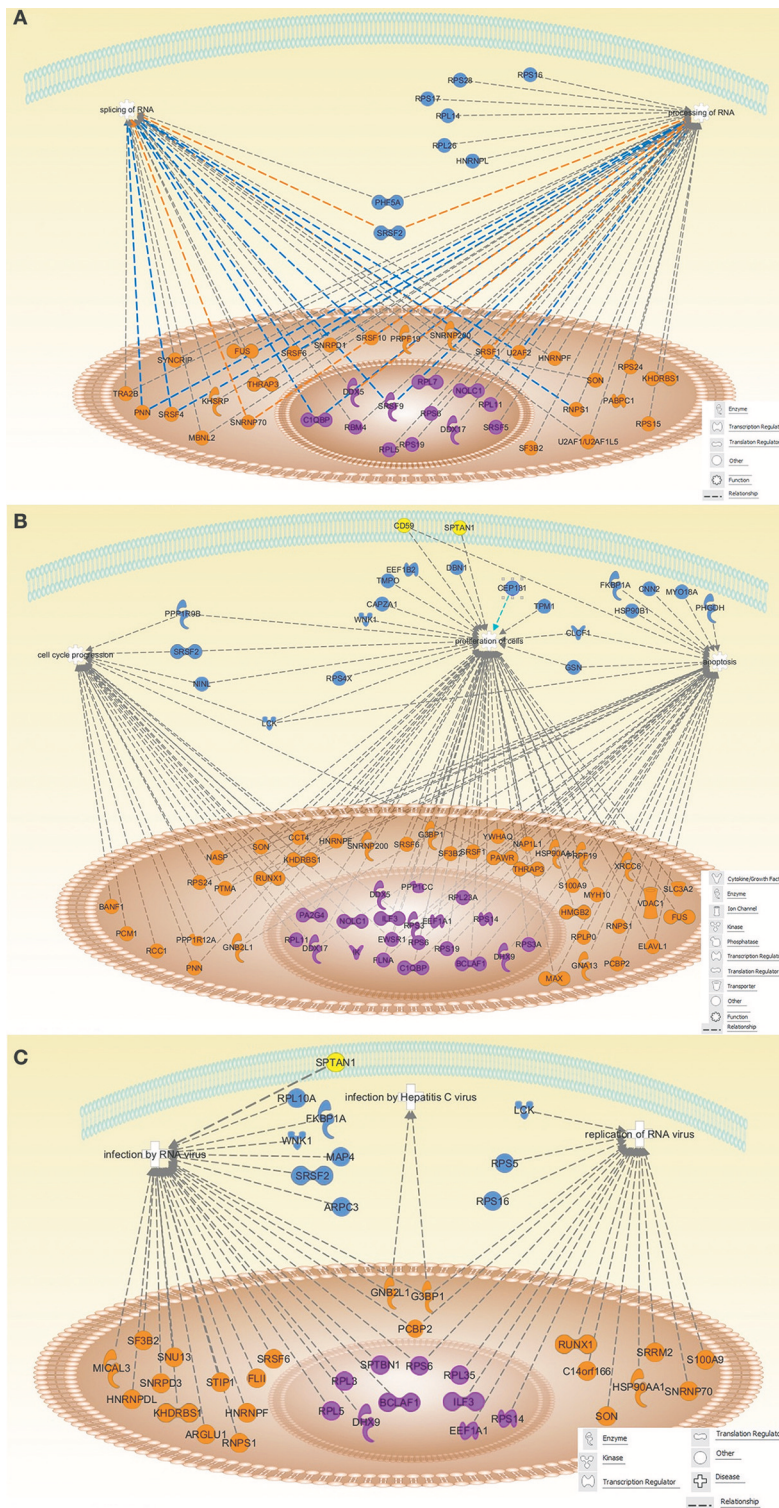 A
RPS28
RPS16
RPS17
splicing of RNA
RPL14
processing of RNA
RPL26
HNRNPL
PHF5A
SRSF2
SRSF10
PRPF19
SNRNP200
SNRPD1
SRSF6
FUS
SYNCRIP
SRSF1
U2AF2
HNRNPF
RPS24
SON
KHDRBS1
TRA2B
THRAP3
KHSRP
DDX5
RPL7
NOLC1
PABPC1
PNN
SRSF4
SRSF9
RPL11
RNPS1
SNRNP70
C1QBP
RBM4
RPS6
DDX17
SRSF5
RPS15
MBNL2
RPL5
RPS19
SF3B2
U2AF1/U2AF1L5
Enzyme
Transcription Regulator
Translation Regulator
Other
Function
Relationship
B
CD59
SPTAN1
EEF1B2
DBN1
TMPO
CEP131
FKBP1A
CNN2
MYO18A
PHGDH
HSP90B1
CAPZA1
WNK1
TPM1
PPP1R9B
CLCF1
proliferation of cells
SRSF2
cell cycle progression
apoptosis
GSN
NINL
RPS4X
LCK
CCT4
HNRNPF
SRSF6
G3BP1
YWHAQ
NAP1L1
SON
SNRNP200
SF3B2
SRSF1
HSP90AA1
PRPF19
NASP
KHDRBS1
PAWR
THRAP3
XRCC6
RPS24
PTMA
RUNX1
S100A9
MYH10
SLC3A2
VDAC1
DDX5
PPP1CC
RPL23A
BANF1
PA2G4
NOLC1
ILF3
RPS3
EEF1A1
RPS14
HMGB2
FUS
PCM1
PPP1R12A
GNB2L1
RPL11
DDX17
EWSR1
RPS6
RPS19
RPS3A
RPLP0
RNPS1
RCC1
IK
FLNA
C1QBP
BCLAF1
DHX9
ELAVL1
PNN
GNA13
PCBP2
MAX
Cytokine/Growth Fact
Enzyme
Ion Channel
Kinase
Phosphatase
Transcription Regulator
Translation Regulator
Transporter
Other
Function
Relationship
C
SPTAN1
RPL10A
infection by Hepatitis C virus
LCK
FKBP1A
WNK1
replication of RNA virus
infection by RNA virus
MAP4
RPS5
SRSF2
RPS16
ARPC3
GNB2L1
G3BP1
PCBP2
SF3B2
RUNX1
SRRM2
S100A9
MICAL3
SNU13
SRSF6
SPTBN1
RPS6
RPL35
C14orf166
SNRPD3
STIP1
FLII
RPL3
HSP90AA1
SNRNP70
HNRNPDL
BCLAF1
ILF3
KHDRBS1
HNRNPF
RPL5
DHX9
EEF1A1
RPS14
SON
ARGLU1
RNPS1
Enzyme
Kinase
Transcription Regulator
Translation Regulator
Other
Disease
Relationship